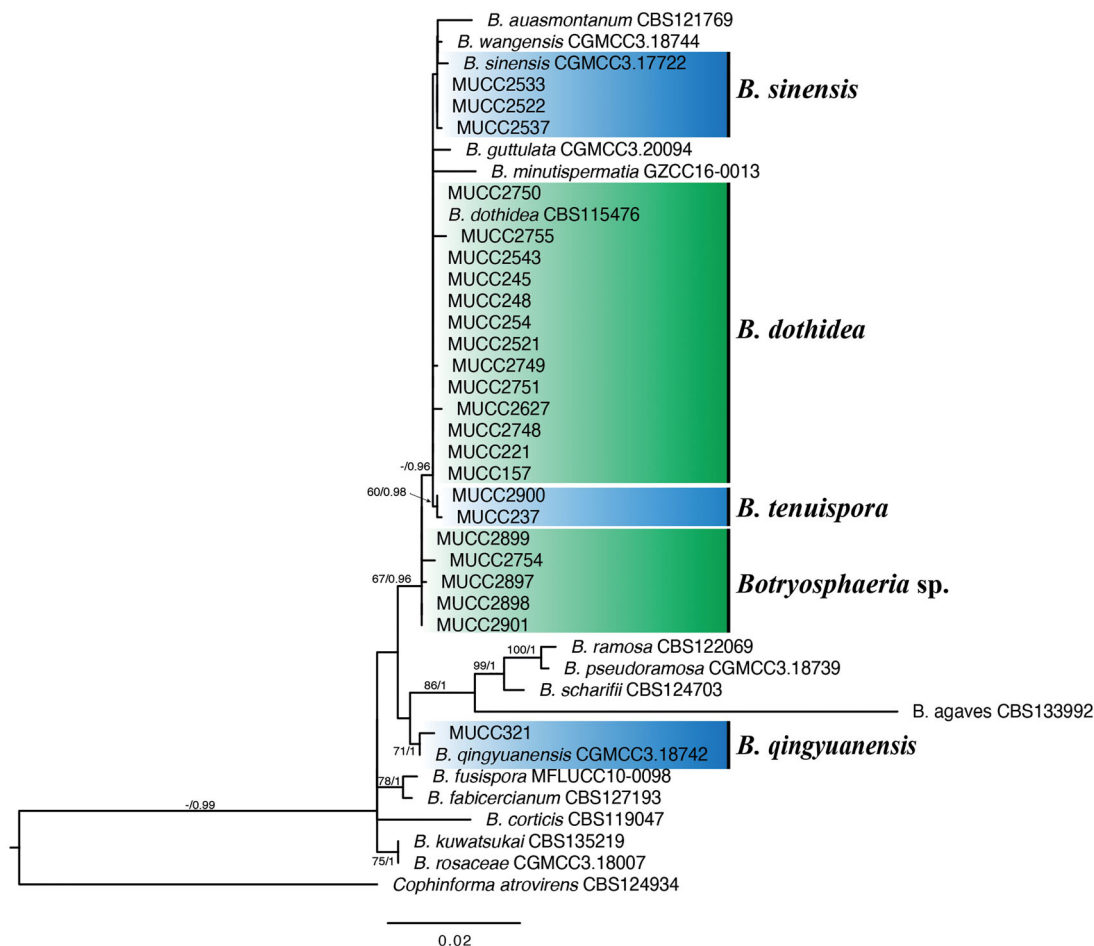 B. auasmontanum CBS121769
B. wangensis CGMCC3.18744
B. sinensis CGMCC3.17722
MUCC2533
B. sinensis
MUCC2522
MUCC2537
B. guttulata CGMCC3.20094
B. minutispermatia GZCC16-0013
MUCC2750
B. dothidea CBS115476
MUCC2755
MUCC2543
MUCC245
MUCC248
MUCC254
B. dothidea
MUCC2521
MUCC2749
MUCC2751
MUCC2627
MUCC2748
MUCC221
-/0.96
MUCC157
60/0.98
MUCC2900
B. tenuispora
MUCC237
MUCC2899
MUCC2754
67/0.96
MUCC2897
Botryosphaeria sp.
MUCC2898
MUCC2901
B. ramosa CBS122069
100/1
B. pseudoramosa CGMCC3.18739
99/1
B. scharifii CBS124703
86/1
B. agaves CBS133992
MUCC321
B. qingyuanensis
71/1
B. qingyuanensis CGMCC3.18742
B. fusispora MFLUCC10-0098
78/1
B. fabicercianum CBS127193
-/0.99
B. corticis CBS119047
B. kuwatsukai CBS135219
75/1
B. rosaceae CGMCC3.18007
Cophinforma atrovirens CBS124934
0.02